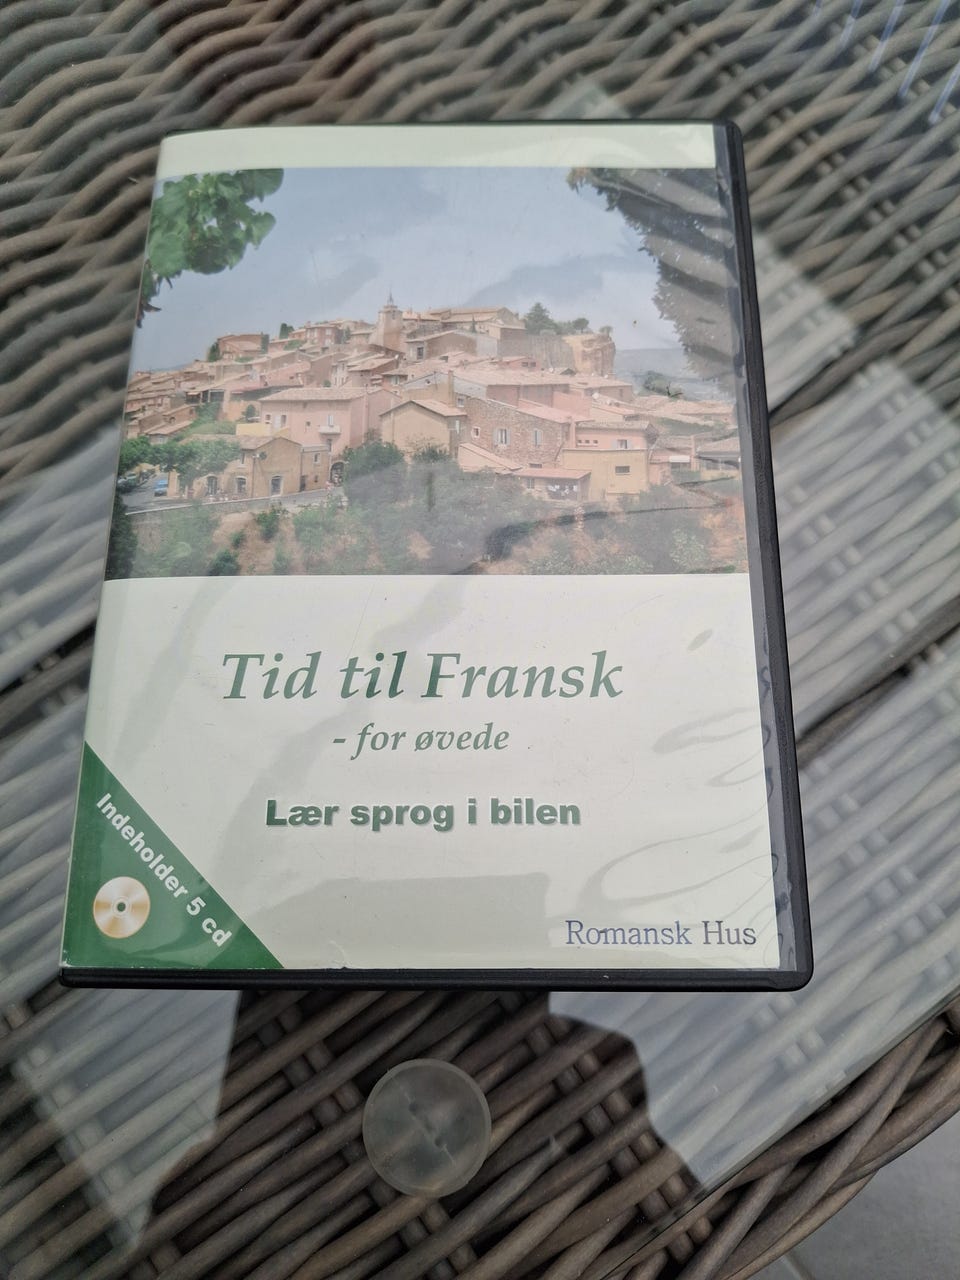 Tid til Fransk
- for øvede
Lær sprog i bilen
Indeholder 5 cd
Romansk Hus